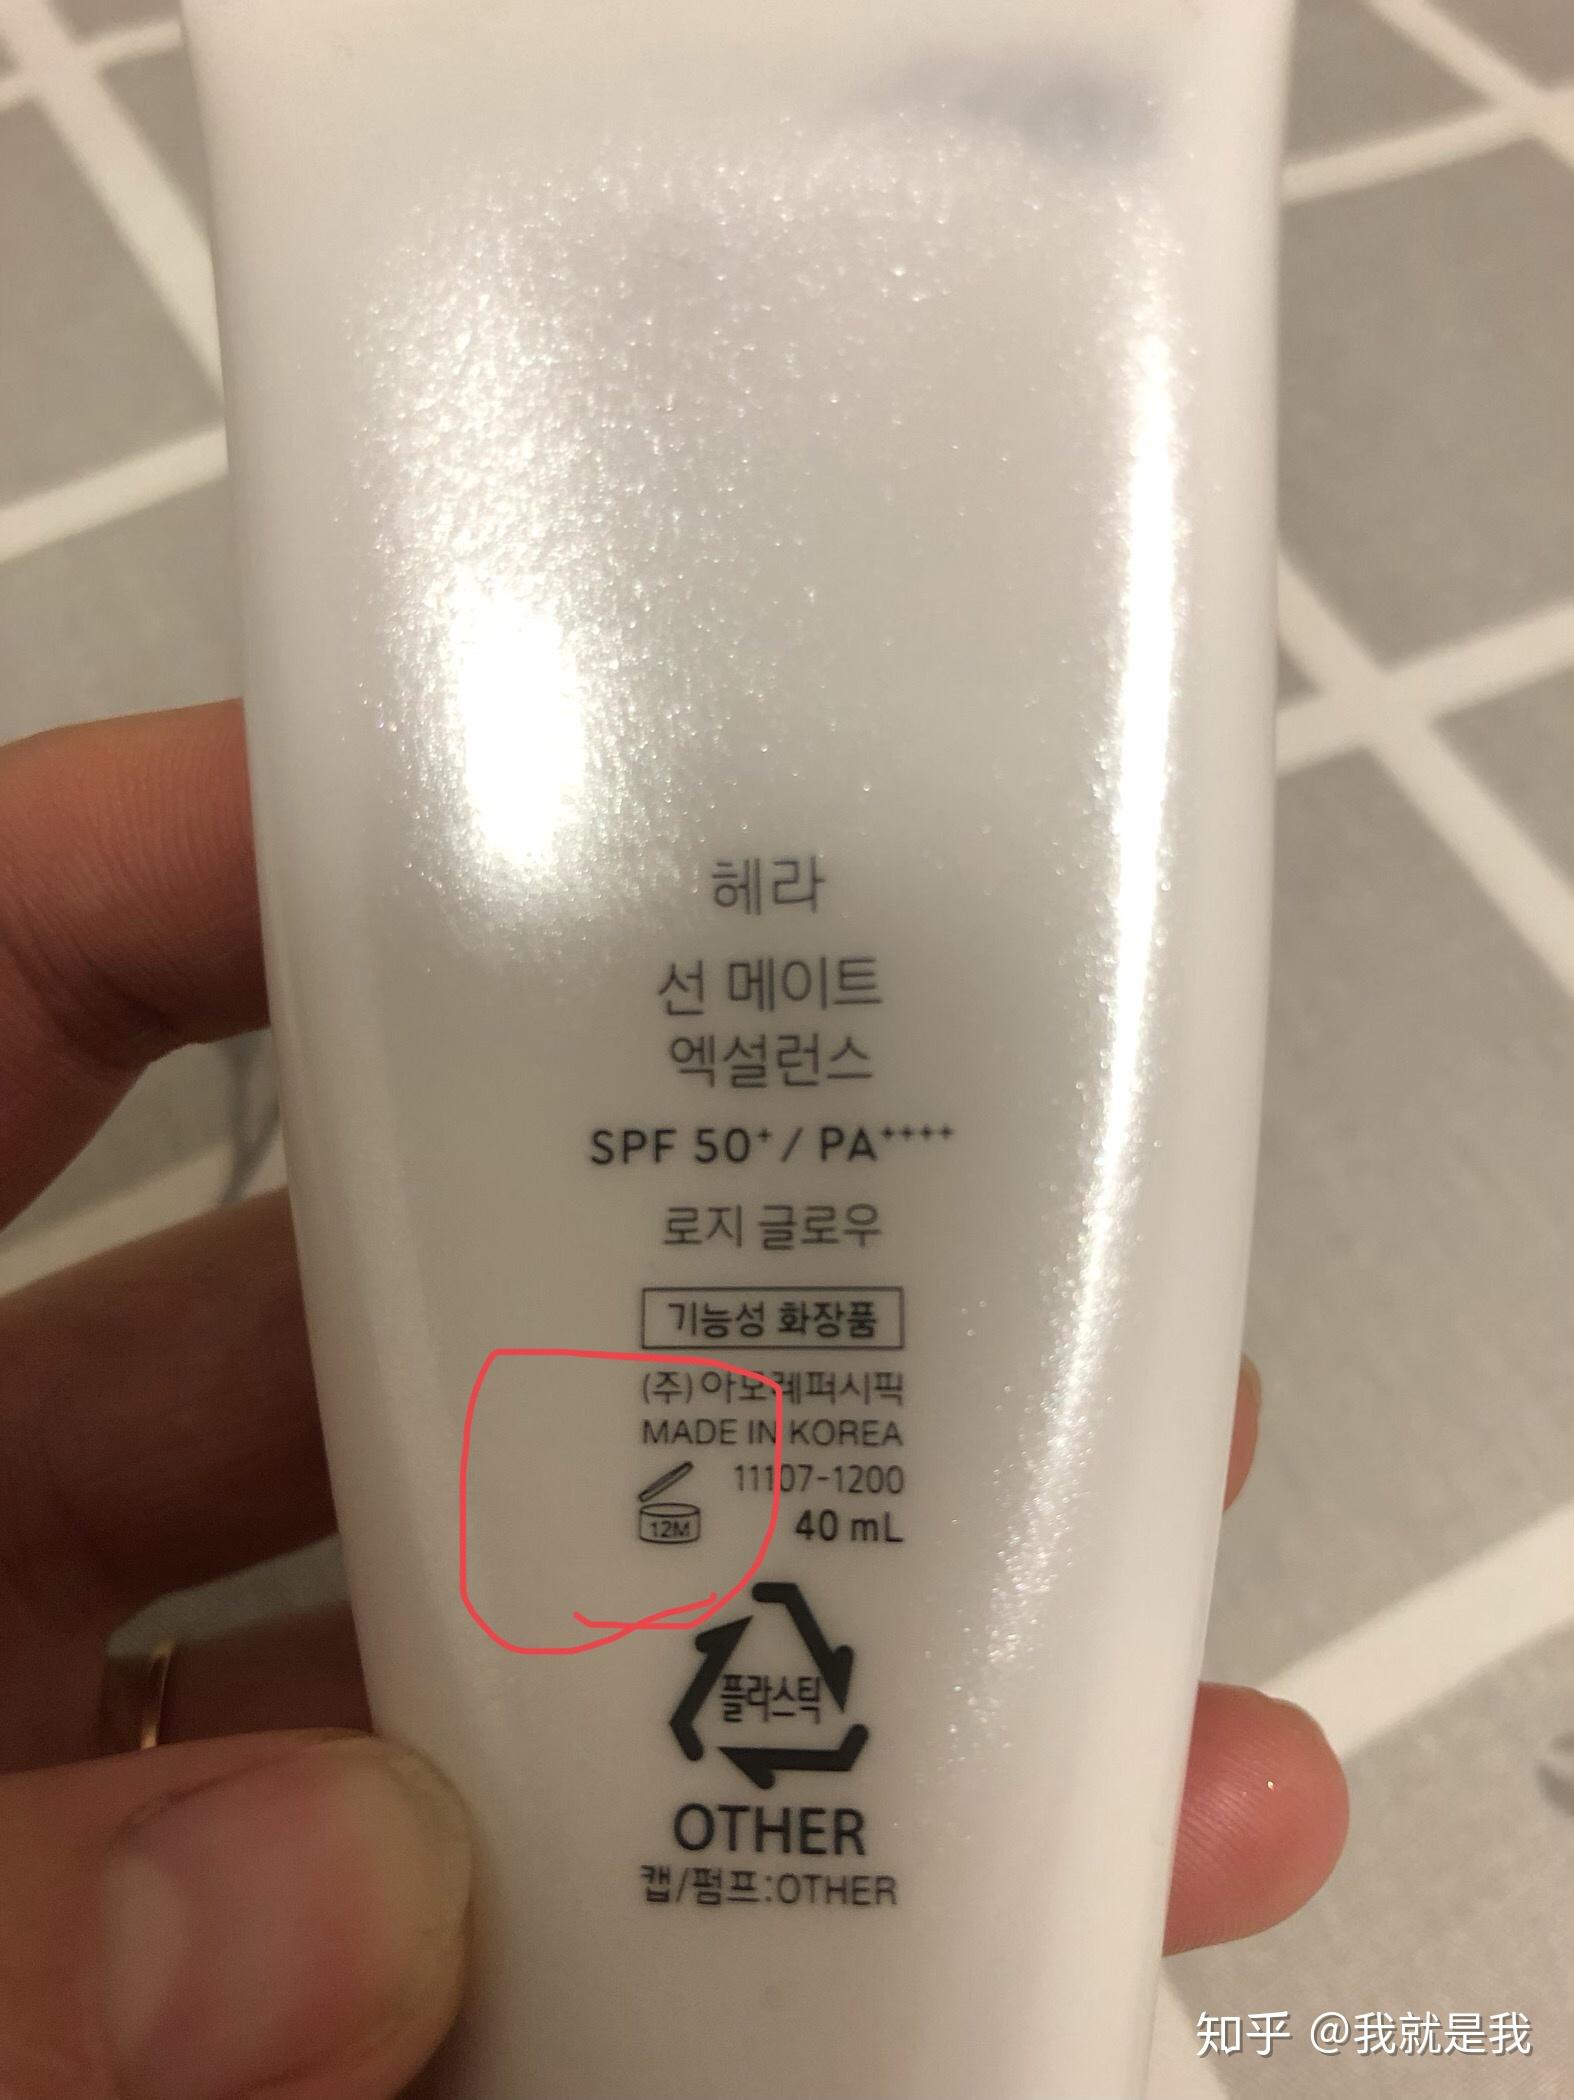 헤라
선 메이트
엑설런스
SPF 50⁺ / PA⁺⁺⁺⁺
로지 글로우
기능성 화장품
(주)아모레퍼시픽
MADE IN KOREA
11107-1200
12M 40 mL
플라스틱
OTHER
캡/펌프:OTHER
知乎 @我就是我